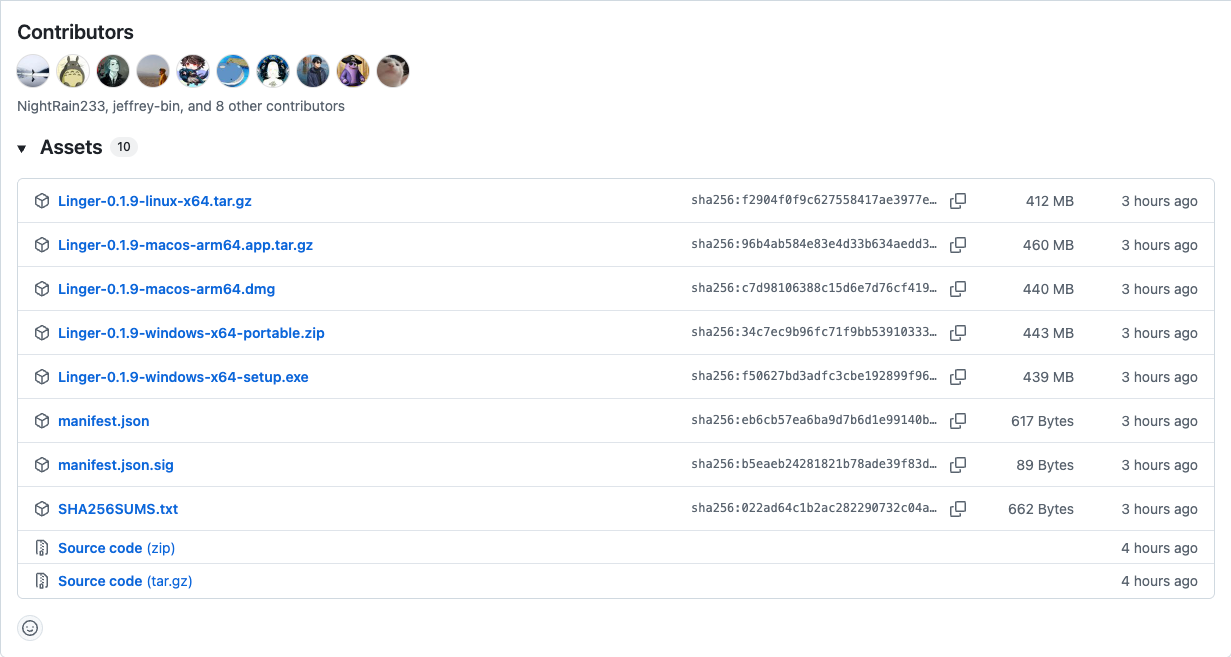 Contributors
NightRain233, jeffrey-bin, and 8 other contributors
Assets 10
Linger-0.1.9-linux-x64.tar.gz sha256:f2904f0f9c627558417ae3977e… 412 MB 3 hours ago
Linger-0.1.9-macos-arm64.app.tar.gz sha256:96b4ab584e83e4d33b634aedd3… 460 MB 3 hours ago
Linger-0.1.9-macos-arm64.dmg sha256:c7d98106388c15d6e7d76cf419… 440 MB 3 hours ago
Linger-0.1.9-windows-x64-portable.zip sha256:34c7ec9b96fc71f9bb53910333… 443 MB 3 hours ago
Linger-0.1.9-windows-x64-setup.exe sha256:f50627bd3adfc3cbe192899f96… 439 MB 3 hours ago
manifest.json sha256:eb6cb57ea6ba9d7b6d1e99140b… 617 Bytes 3 hours ago
manifest.json.sig sha256:b5eaeb24281821b78ade39f83d… 89 Bytes 3 hours ago
SHA256SUMS.txt sha256:022ad64c1b2ac282290732c04a… 662 Bytes 3 hours ago
Source code (zip) 4 hours ago
Source code (tar.gz) 4 hours ago